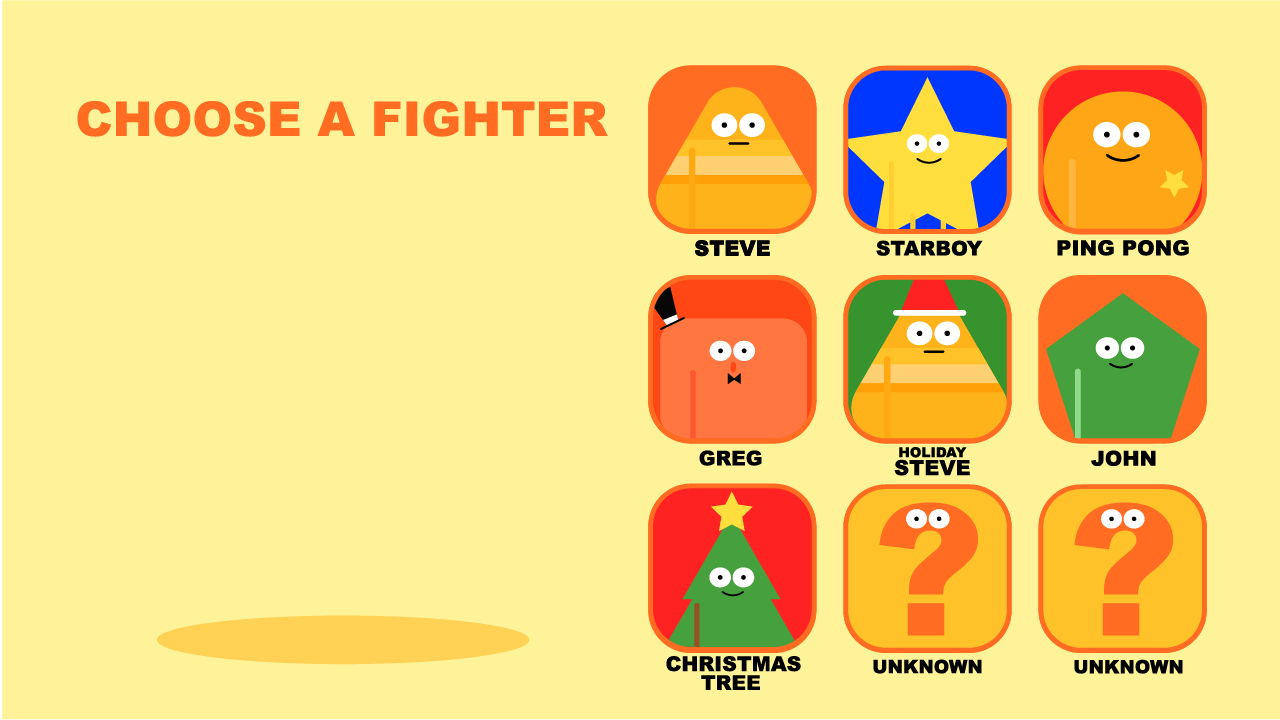 CHOOSE A FIGHTER
STEVE
STARBOY
PING PONG
GREG
HOLIDAY
STEVE
JOHN
CHRISTMAS
TREE
?
UNKNOWN
?
UNKNOWN